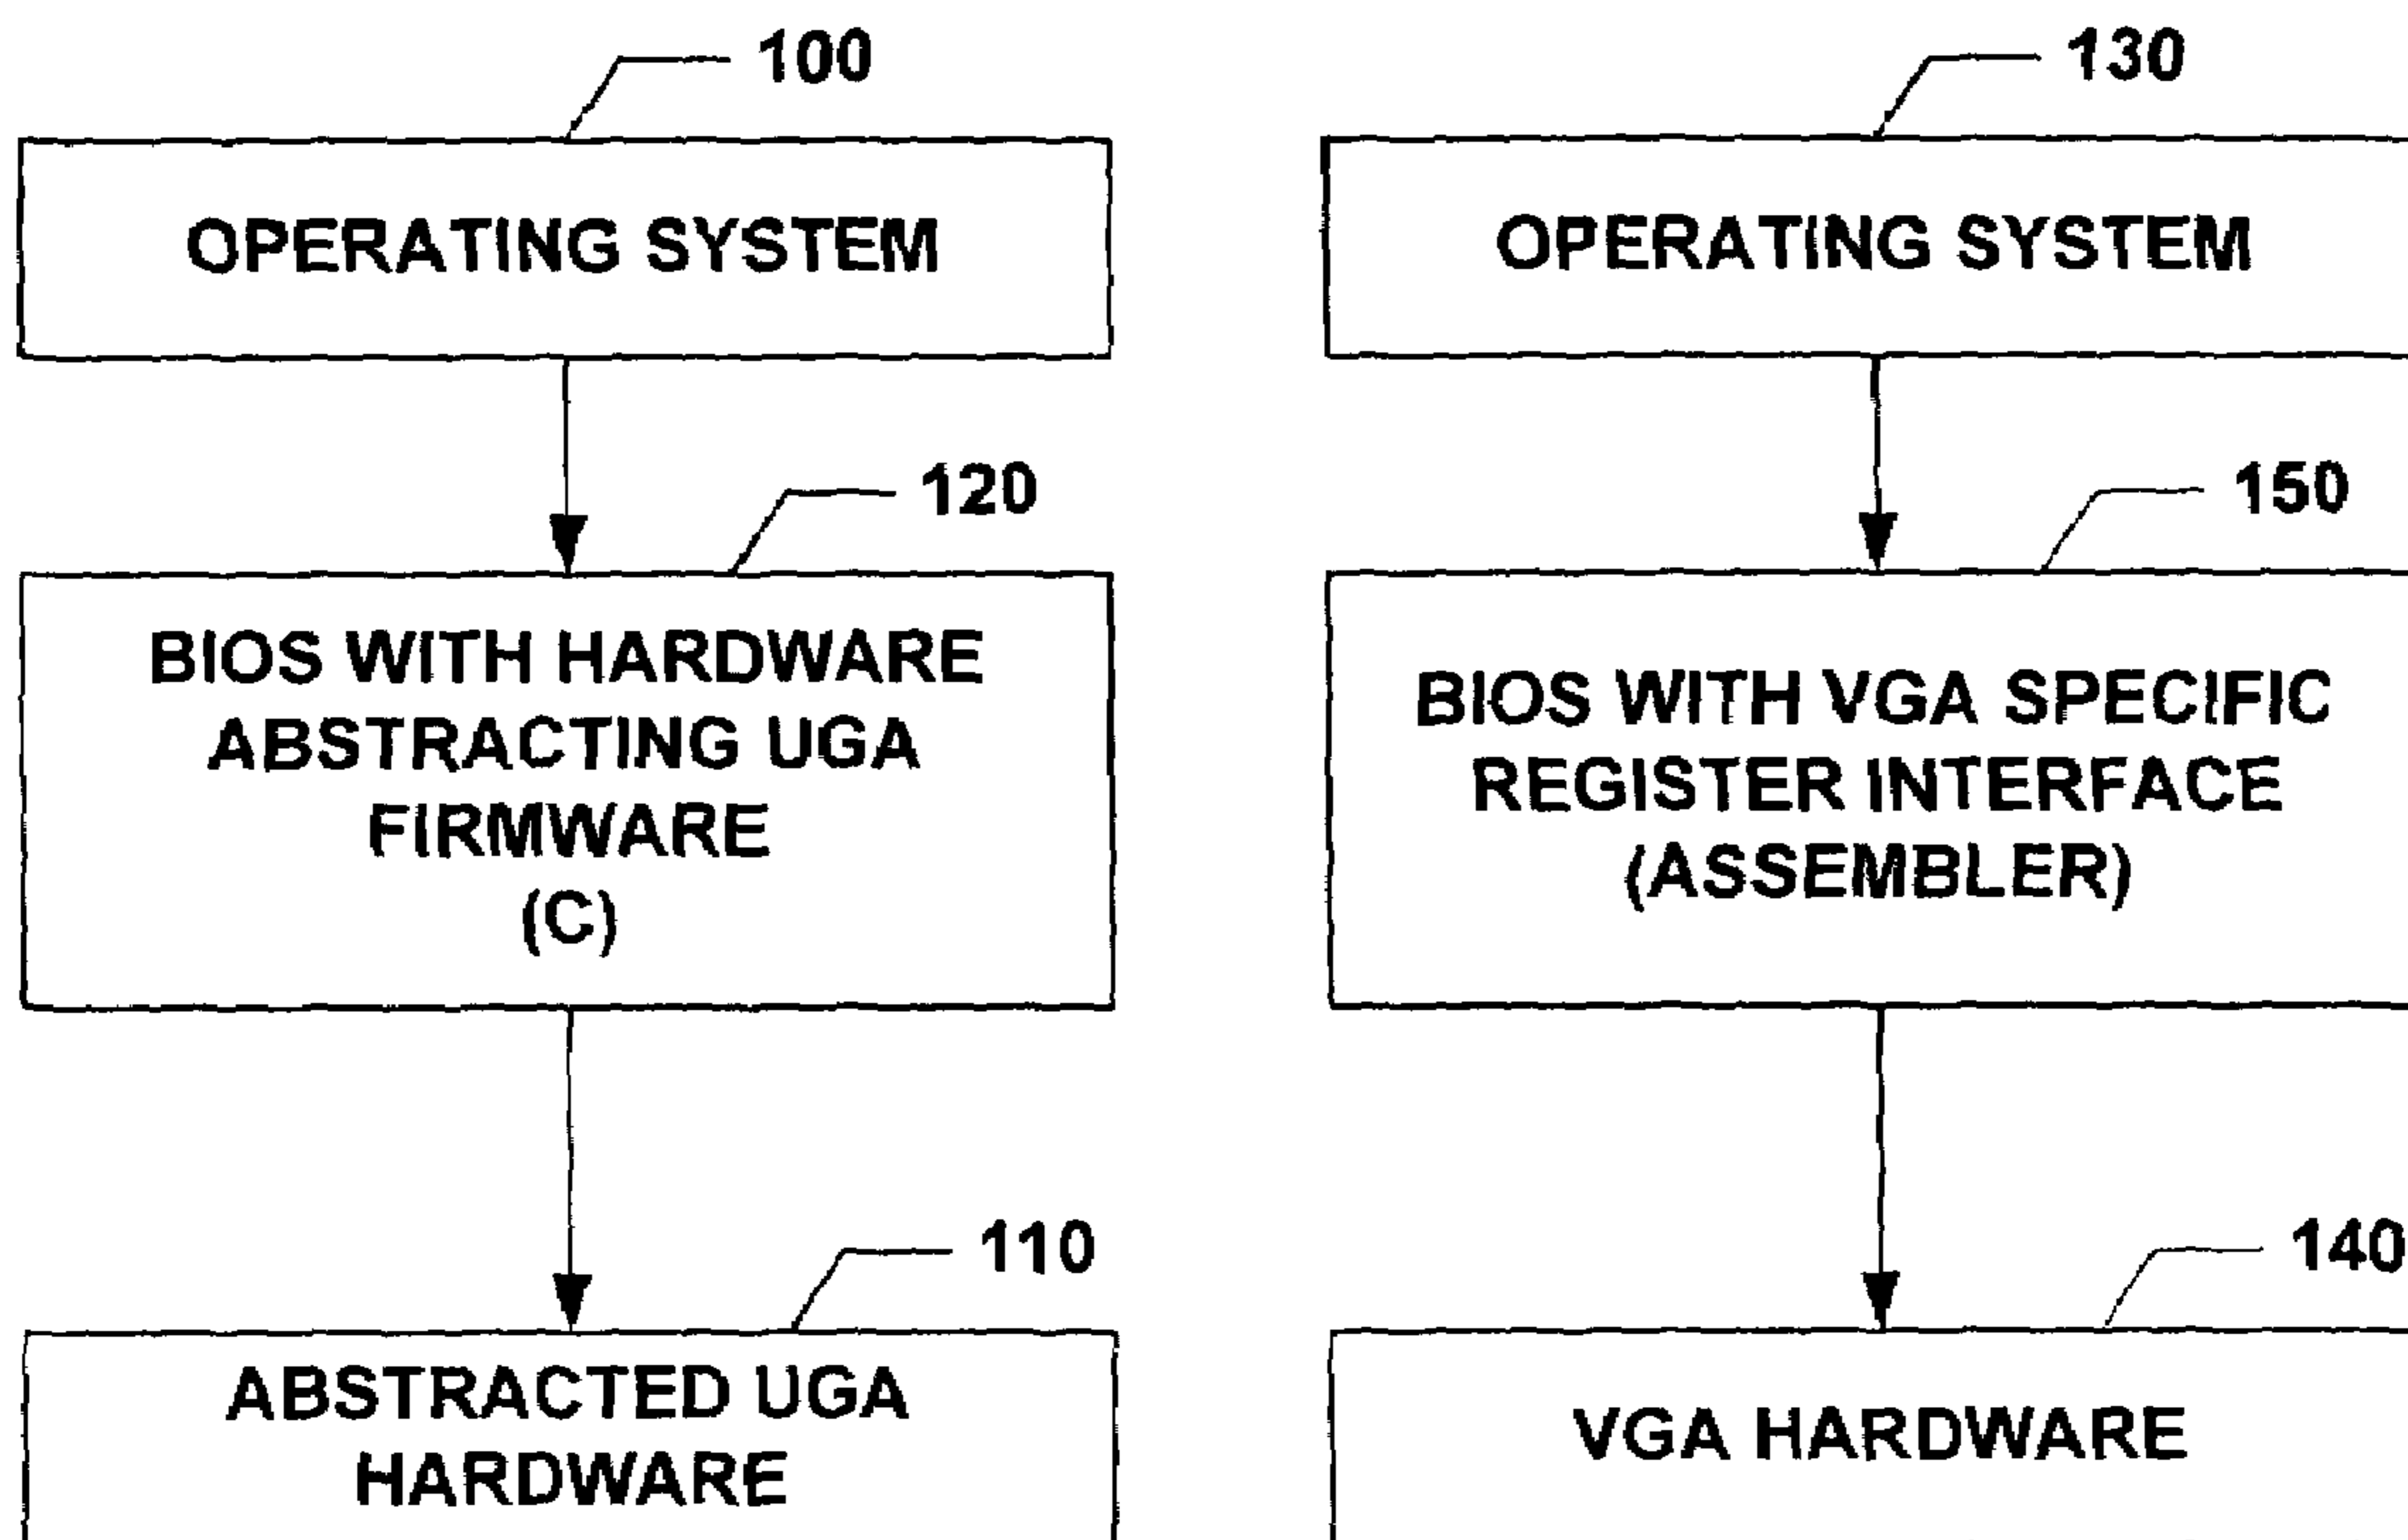 100
OPERATING SYSTEM
120
BIOS WITH HARDWARE
ABSTRACTING UGA
FIRMWARE
(C)
110
ABSTRACTED UGA
HARDWARE
130
OPERATING SYSTEM
150
BIOS WITH VGA SPECIFIC
REGISTER INTERFACE
(ASSEMBLER)
140
VGA HARDWARE